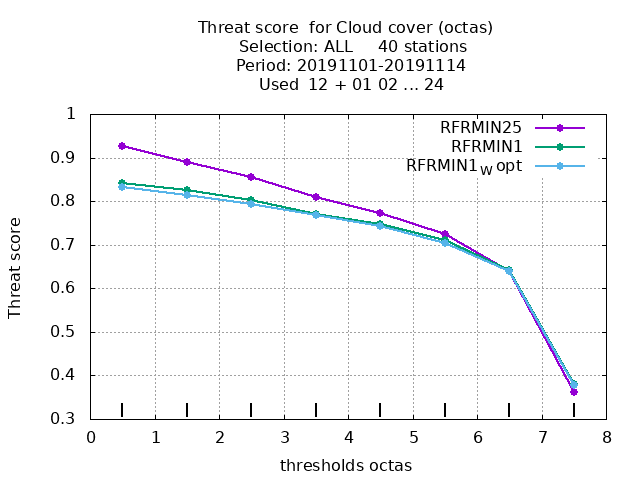 Threat score for Cloud cover (octas)
Selection: ALL 40 stations
Period: 20191101-20191114
Used 12 + 01 02 ... 24
RFRMIN25
RFRMIN1
RFRMIN1w opt
Threat score
1
0.9
0.8
0.7
0.6
0.5
0.4
0.3
0 1 2 3 4 5 6 7 8
thresholds octas